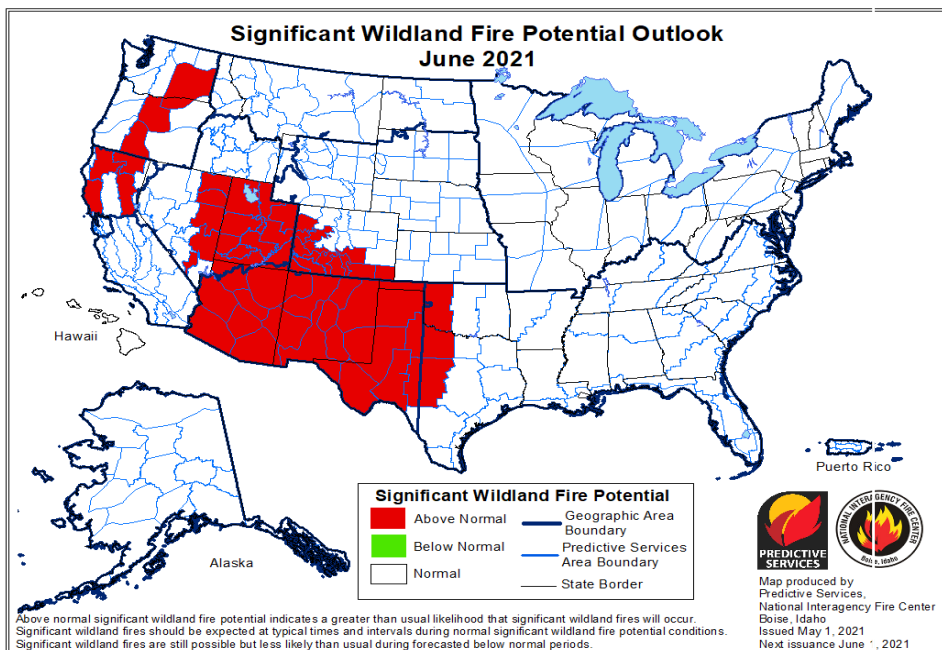 Significant Wildland Fire Potential Outlook
June 2021
Hawaii
Alaska
Puerto Rico
Significant Wildland Fire Potential
Above Normal
Below Normal
Normal
Geographic Area
Boundary
Predictive Services
Area Boundary
State Border
PREDICTIVE
SERVICES
NATIONAL INTERAGENCY FIRE CENTER
Map produced by
Predictive Services,
National Interagency Fire Center
Boise, Idaho
Issued May 1, 2021
Next issuance June , 2021
Above normal significant wildland fire potential indicates a greater than usual likelihood that significant wildland fires will occur.
Significant wildland fires should be expected at typical times and intervals during normal significant wildland fire potential conditions.
Significant wildland fires are still possible but less likely than usual during forecasted below normal periods.